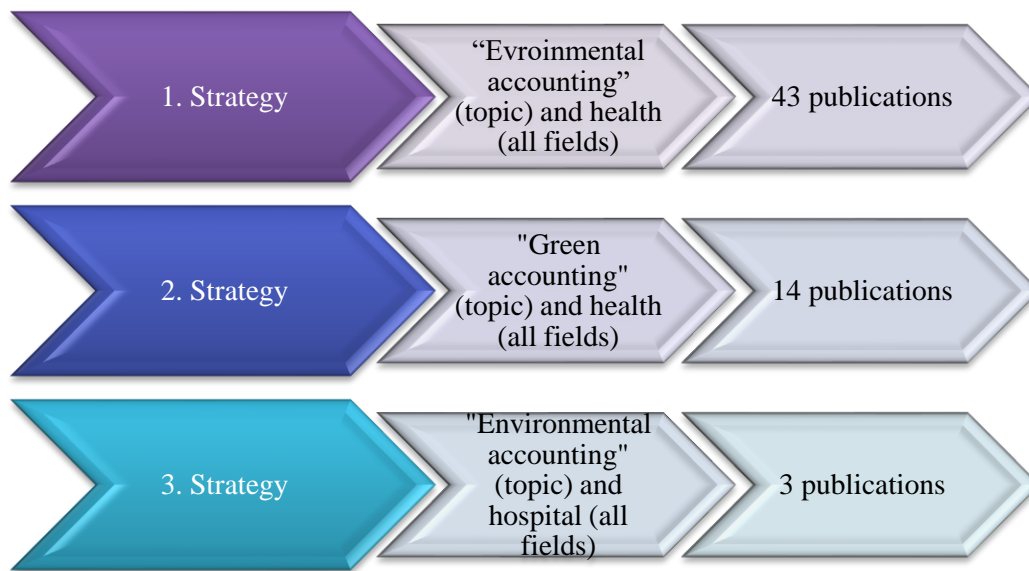 1. Strategy
“Evroinmental
accounting”
(topic) and health
(all fields)
43 publications
2. Strategy
"Green
accounting"
(topic) and health
(all fields)
14 publications
3. Strategy
"Environmental
accounting"
(topic) and
hospital (all
fields)
3 publications